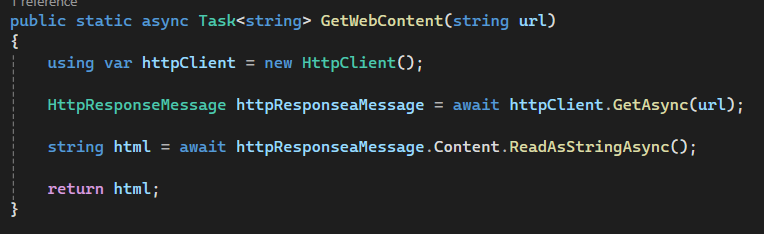 1 reference
public static async Task<string> GetWebContent(string url)
{
using var httpClient = new HttpClient();
HttpResponseMessage httpResponseaMessage = await httpClient.GetAsync(url);
string html = await httpResponseaMessage.Content.ReadAsStringAsync();
return html;
}